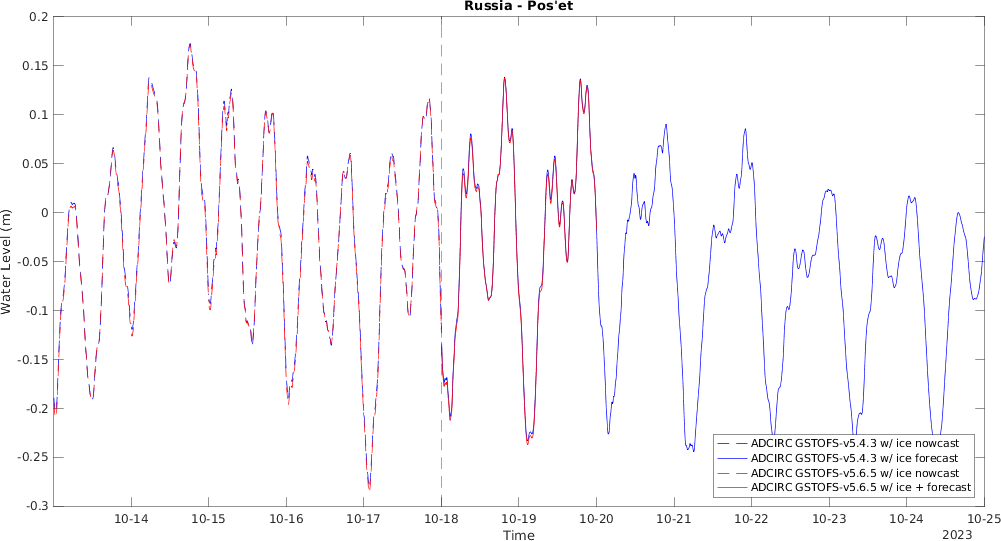 Russia - Pos'et
0.2
0.15
0.1
0.05
0
-0.05
-0.1
-0.15
-0.2
-0.25
-0.3
Water Level (m)
10-14 10-15 10-16 10-17 10-18 10-19 10-20 10-21 10-22 10-23 10-24 10-25
Time
2023
ADCIRC GSTOFS-v5.4.3 w/ ice nowcast
ADCIRC GSTOFS-v5.4.3 w/ ice forecast
ADCIRC GSTOFS-v5.6.5 w/ ice nowcast
ADCIRC GSTOFS-v5.6.5 w/ ice + forecast